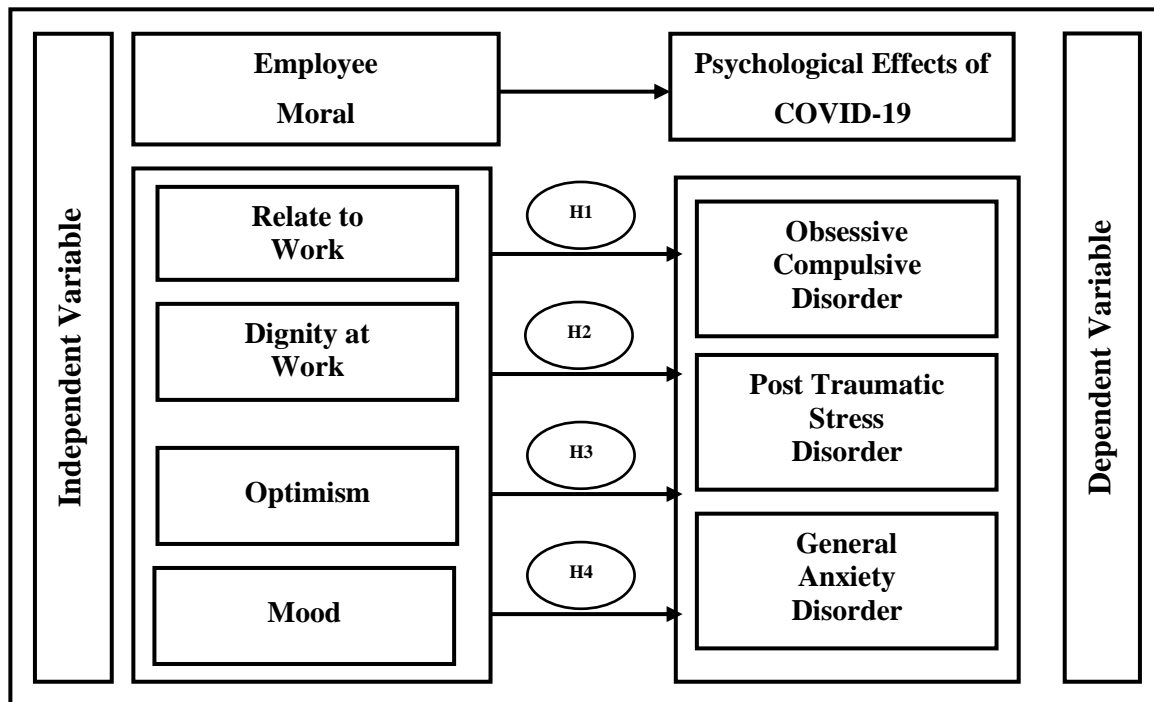 Independent Variable
Employee
Moral
Psychological Effects of
COVID-19
Relate to
Work
Dignity at
Work
Optimism
Mood
H1
H2
H3
H4
Obsessive
Compulsive
Disorder
Post Traumatic
Stress
Disorder
General
Anxiety
Disorder
Dependent Variable